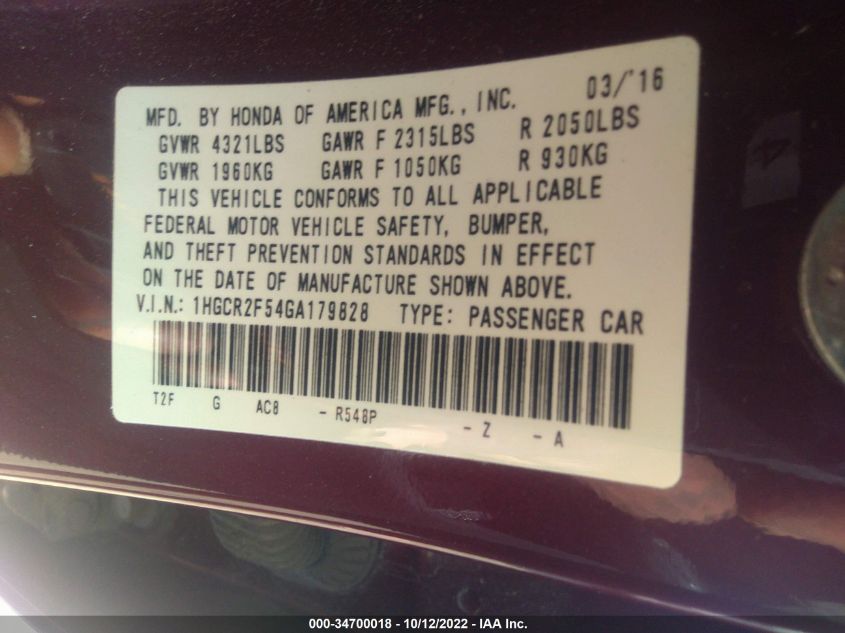 03/'16
MFD. BY HONDA OF AMERICA MFG., INC.
GVWR 4321LBS GAWR F 2315LBS R 2050LBS
GVWR 1960KG GAWR F 1050KG R 930KG
THIS VEHICLE CONFORMS TO ALL APPLICABLE
FEDERAL MOTOR VEHICLE SAFETY, BUMPER,
AND THEFT PREVENTION STANDARDS IN EFFECT
ON THE DATE OF MANUFACTURE SHOWN ABOVE.
V.I.N.: 1HGCR2F54GA179828 TYPE: PASSENGER CAR
T2F G AC8 - R548P - Z - A
000-34700018 - 10/12/2022 - IAA Inc.